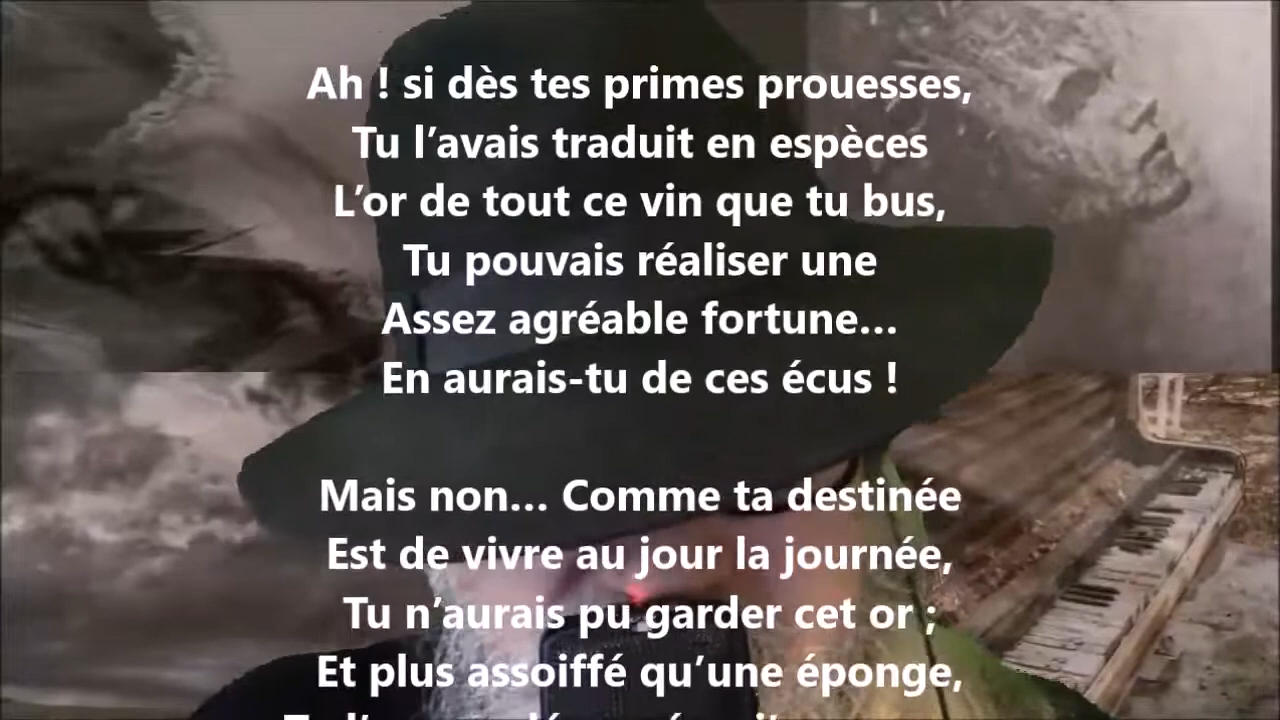 Ah ! si dès tes primes prouesses,
Tu l’avais traduit en espèces
L’or de tout ce vin que tu bus,
Tu pouvais réaliser une
Assez agréable fortune...
En aurais-tu de ces écus !
Mais non... Comme ta destinée
Est de vivre au jour la journée,
Tu n’aurais pu garder cet or ;
Et plus assoiffé qu’une éponge,